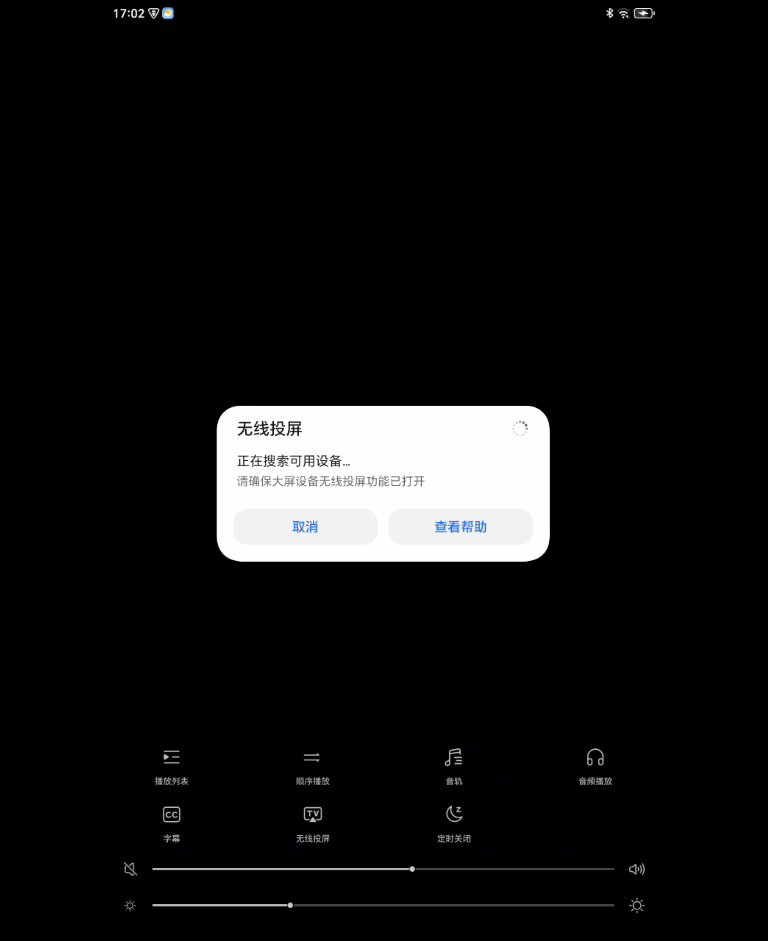 17:02
无线投屏
正在搜索可用设备...
请确保大屏设备无线投屏功能已打开
取消
查看帮助
播放列表
顺序播放
音轨
音频播放
CC
TV
Z
字幕
无线投屏
定时关闭